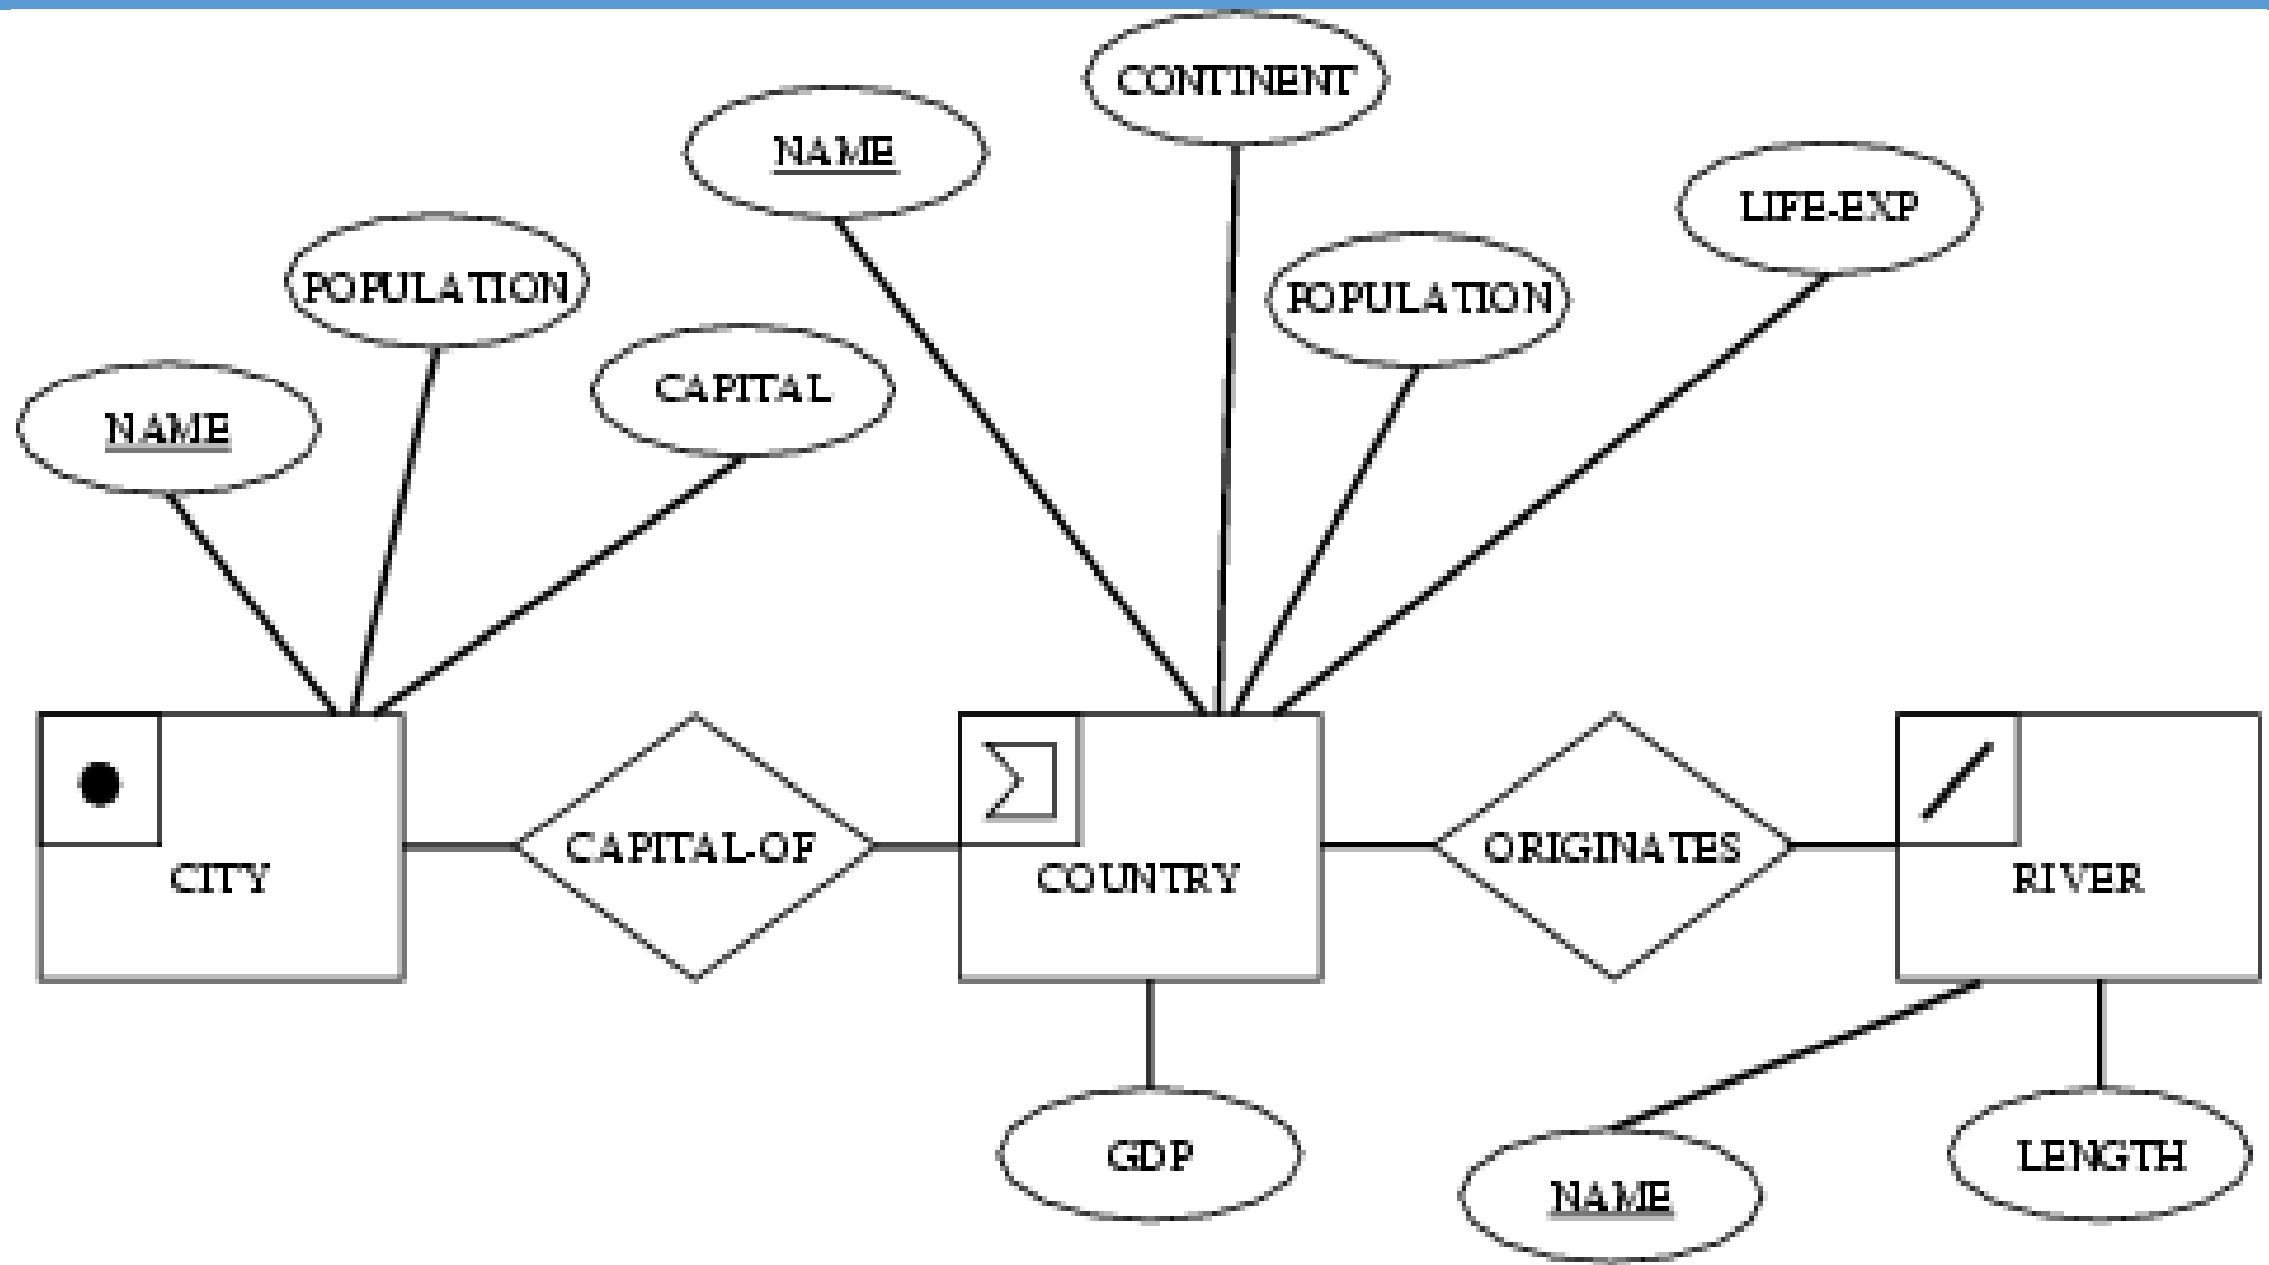 CONTINENT
NAME
LIFE-EXP
POPULATION
POPULATION
CAPITAL
NAME
CAPITAL-OF
ORIGINATES
CITY
COUNTRY
RIVER
GDP
LENGTH
NAME